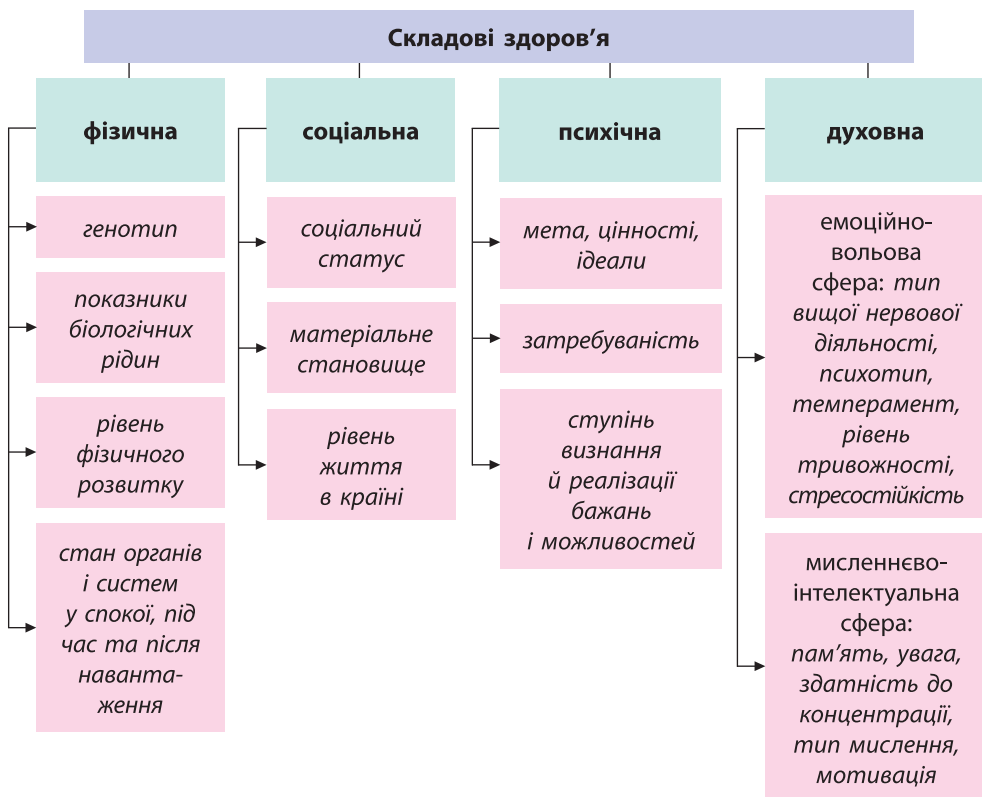 Складові здоров’я
фізична
генотип
показники
біологічних
рідин
рівень
фізичного
розвитку
стан органів
і систем
у спокої, під
час та після
наванта-
ження
соціальна
соціальний
статус
матеріальне
становище
рівень
життя
в країні
психічна
мета, цінності,
ідеали
затребуваність
ступінь
визнання
й реалізації
бажань
і можливостей
духовна
емоційно-
вольова
сфера: тип
вищої нервової
діяльності,
психотип,
темперамент,
рівень
тривожності,
стресостійкість
мисленнєво-
інтелектуальна
сфера:
пам’ять, увага,
здатність до
концентрації,
тип мислення,
мотивація